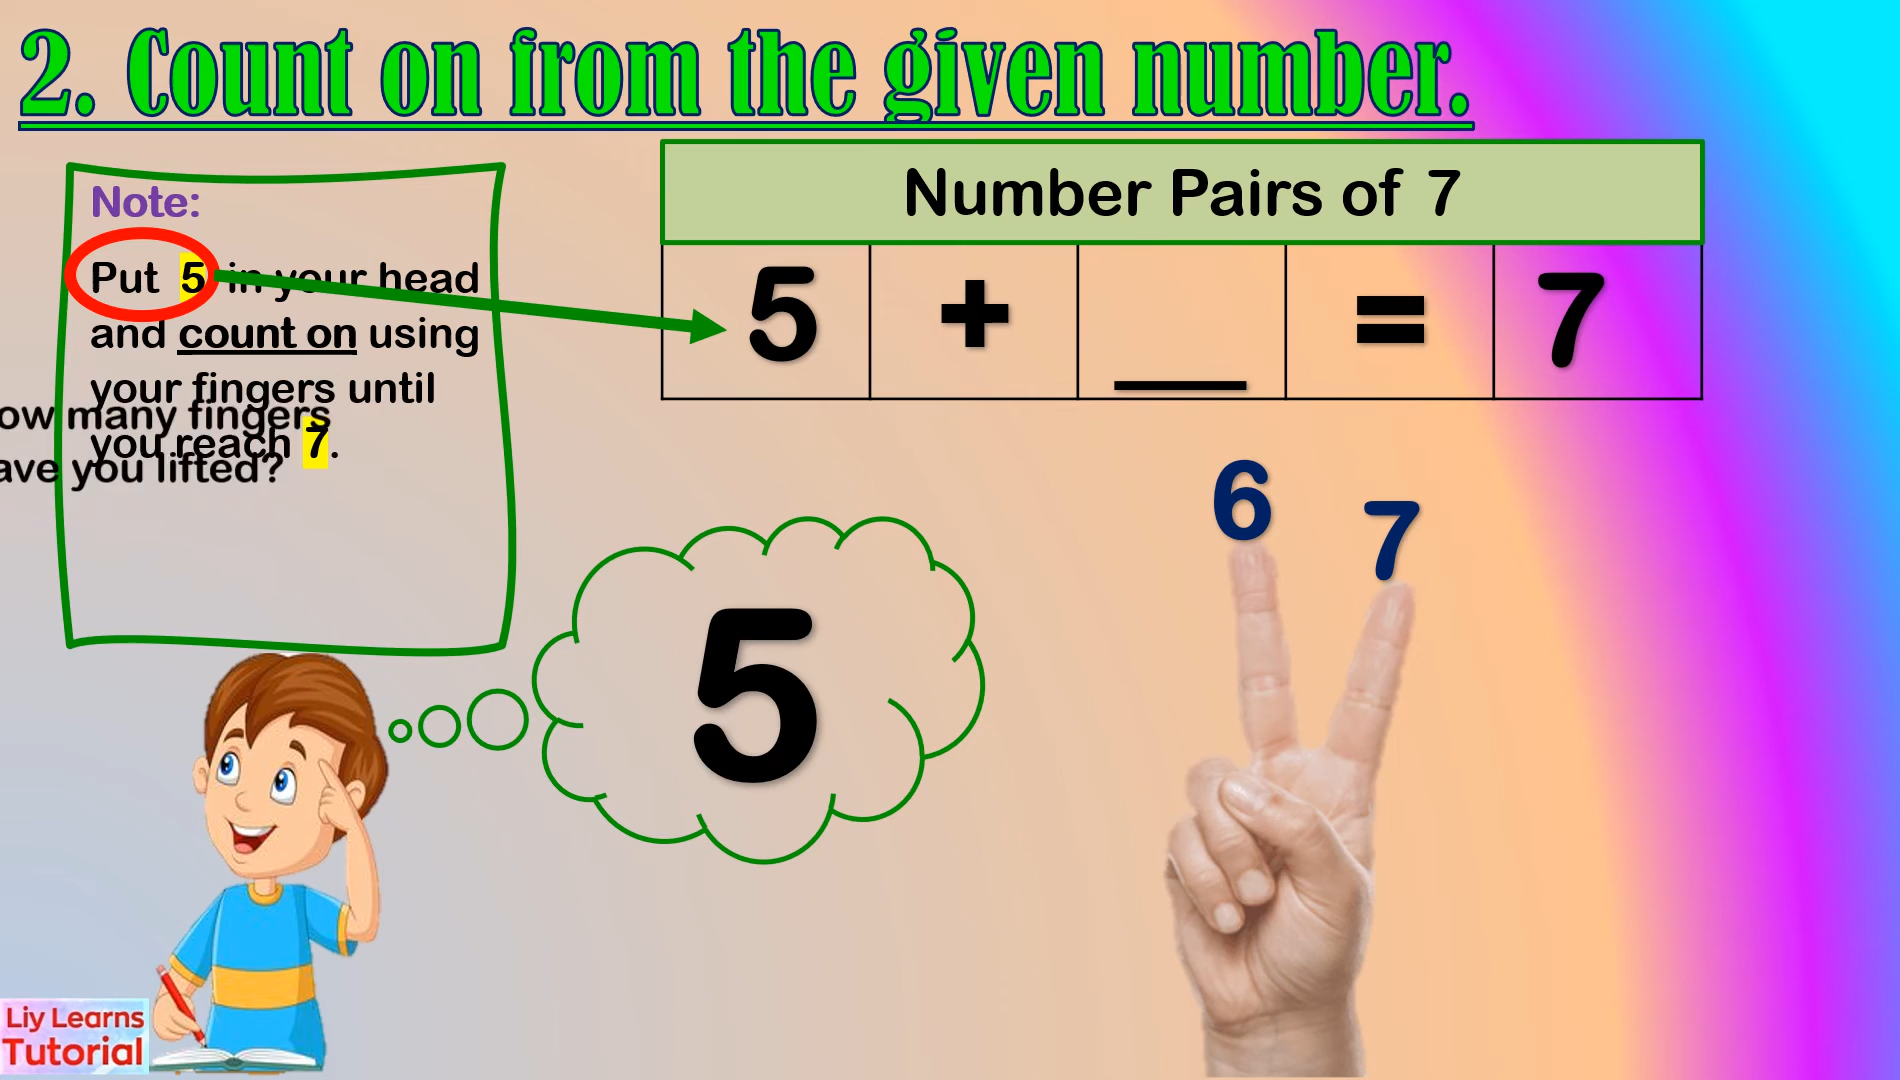 2. Count on from the given number.
Note:
Put 5 in your head
and count on using
your fingers until
you reach 7.
ow many fingers
ave you lifted?
Number Pairs of 7
5 + ___ = 7
6 7
5
Liy Learns
Tutorial